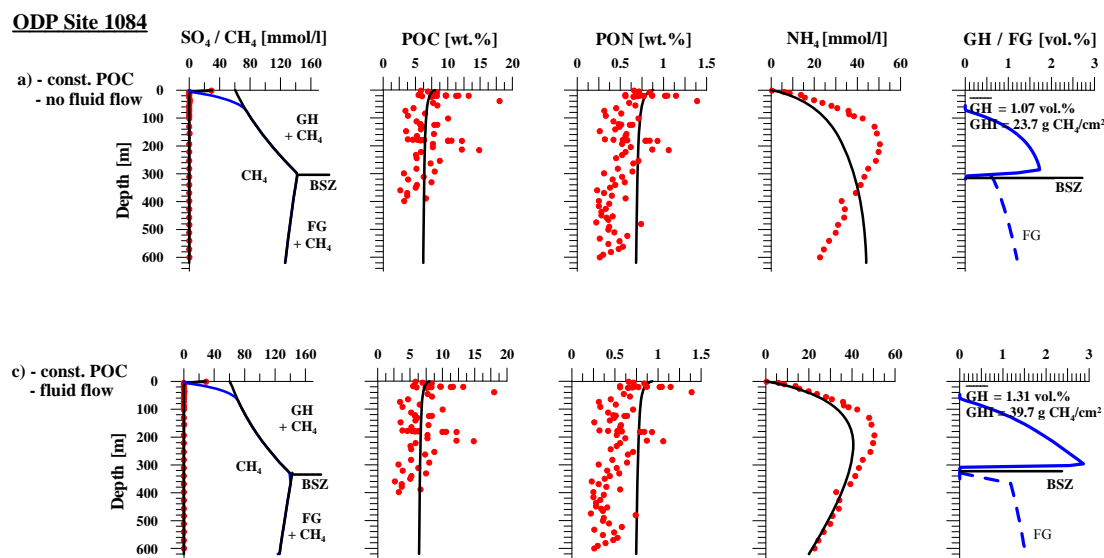 ODP Site 1084
SO4 / CH4 [mmol/l] POC [wt.%] PON [wt.%] NH4 [mmol/l] GH / FG [vol.%]
a) - const. POC
- no fluid flow
0 40 80 120 160 0 5 10 15 20 0 0.5 1 1.5 0 20 40 60 0 1 2 3
Depth [m]
0
100
200
300
400
500
600
GH
+ CH4
CH4
BSZ
FG
+ CH4
GH = 1.07 vol.%
GHI = 23.7 g CH4/cm2
BSZ
FG
c) - const. POC
- fluid flow
0 40 80 120 160 0 5 10 15 20 0 0.5 1 1.5 0 20 40 60 0 1 2 3
Depth [m]
0
100
200
300
400
500
600
GH
+ CH4
CH4
BSZ
FG
+ CH4
GH = 1.31 vol.%
GHI = 39.7 g CH4/cm2
BSZ
FG